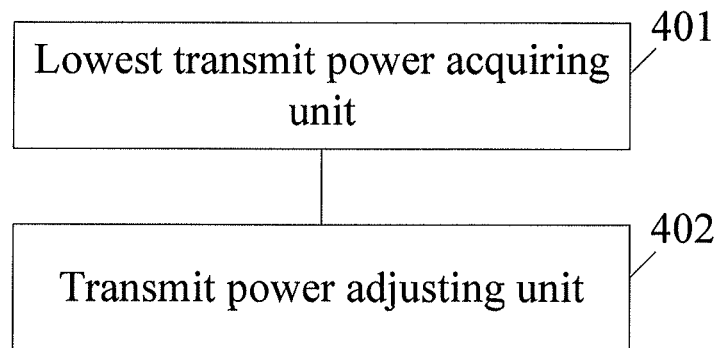 401
Lowest transmit power acquiring
unit
402
Transmit power adjusting unit